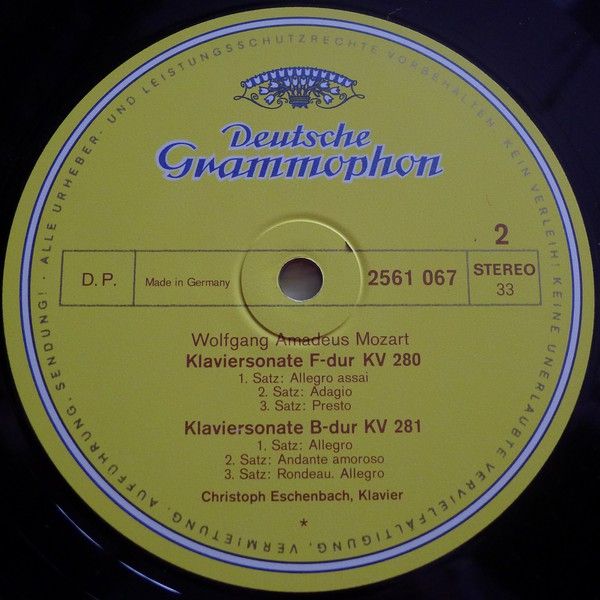 ALLE URHEBER- UND LEISTUNGSSCHUTZRECHTE VORBEHALTEN · KEIN VERLEIH! KEINE UNERLAUBTE VERVIELFÄLTIGUNG, VERMIETUNG, AUFFÜHRUNG, SENDUNG! ·
Deutsche
Grammophon
2
D.P.
Made in Germany
2561 067
STEREO
33
Wolfgang Amadeus Mozart
Klaviersonate F-dur KV 280
1. Satz: Allegro assai
2. Satz: Adagio
3. Satz: Presto
Klaviersonate B-dur KV 281
1. Satz: Allegro
2. Satz: Andante amoroso
3. Satz: Rondeau. Allegro
Christoph Eschenbach, Klavier
*